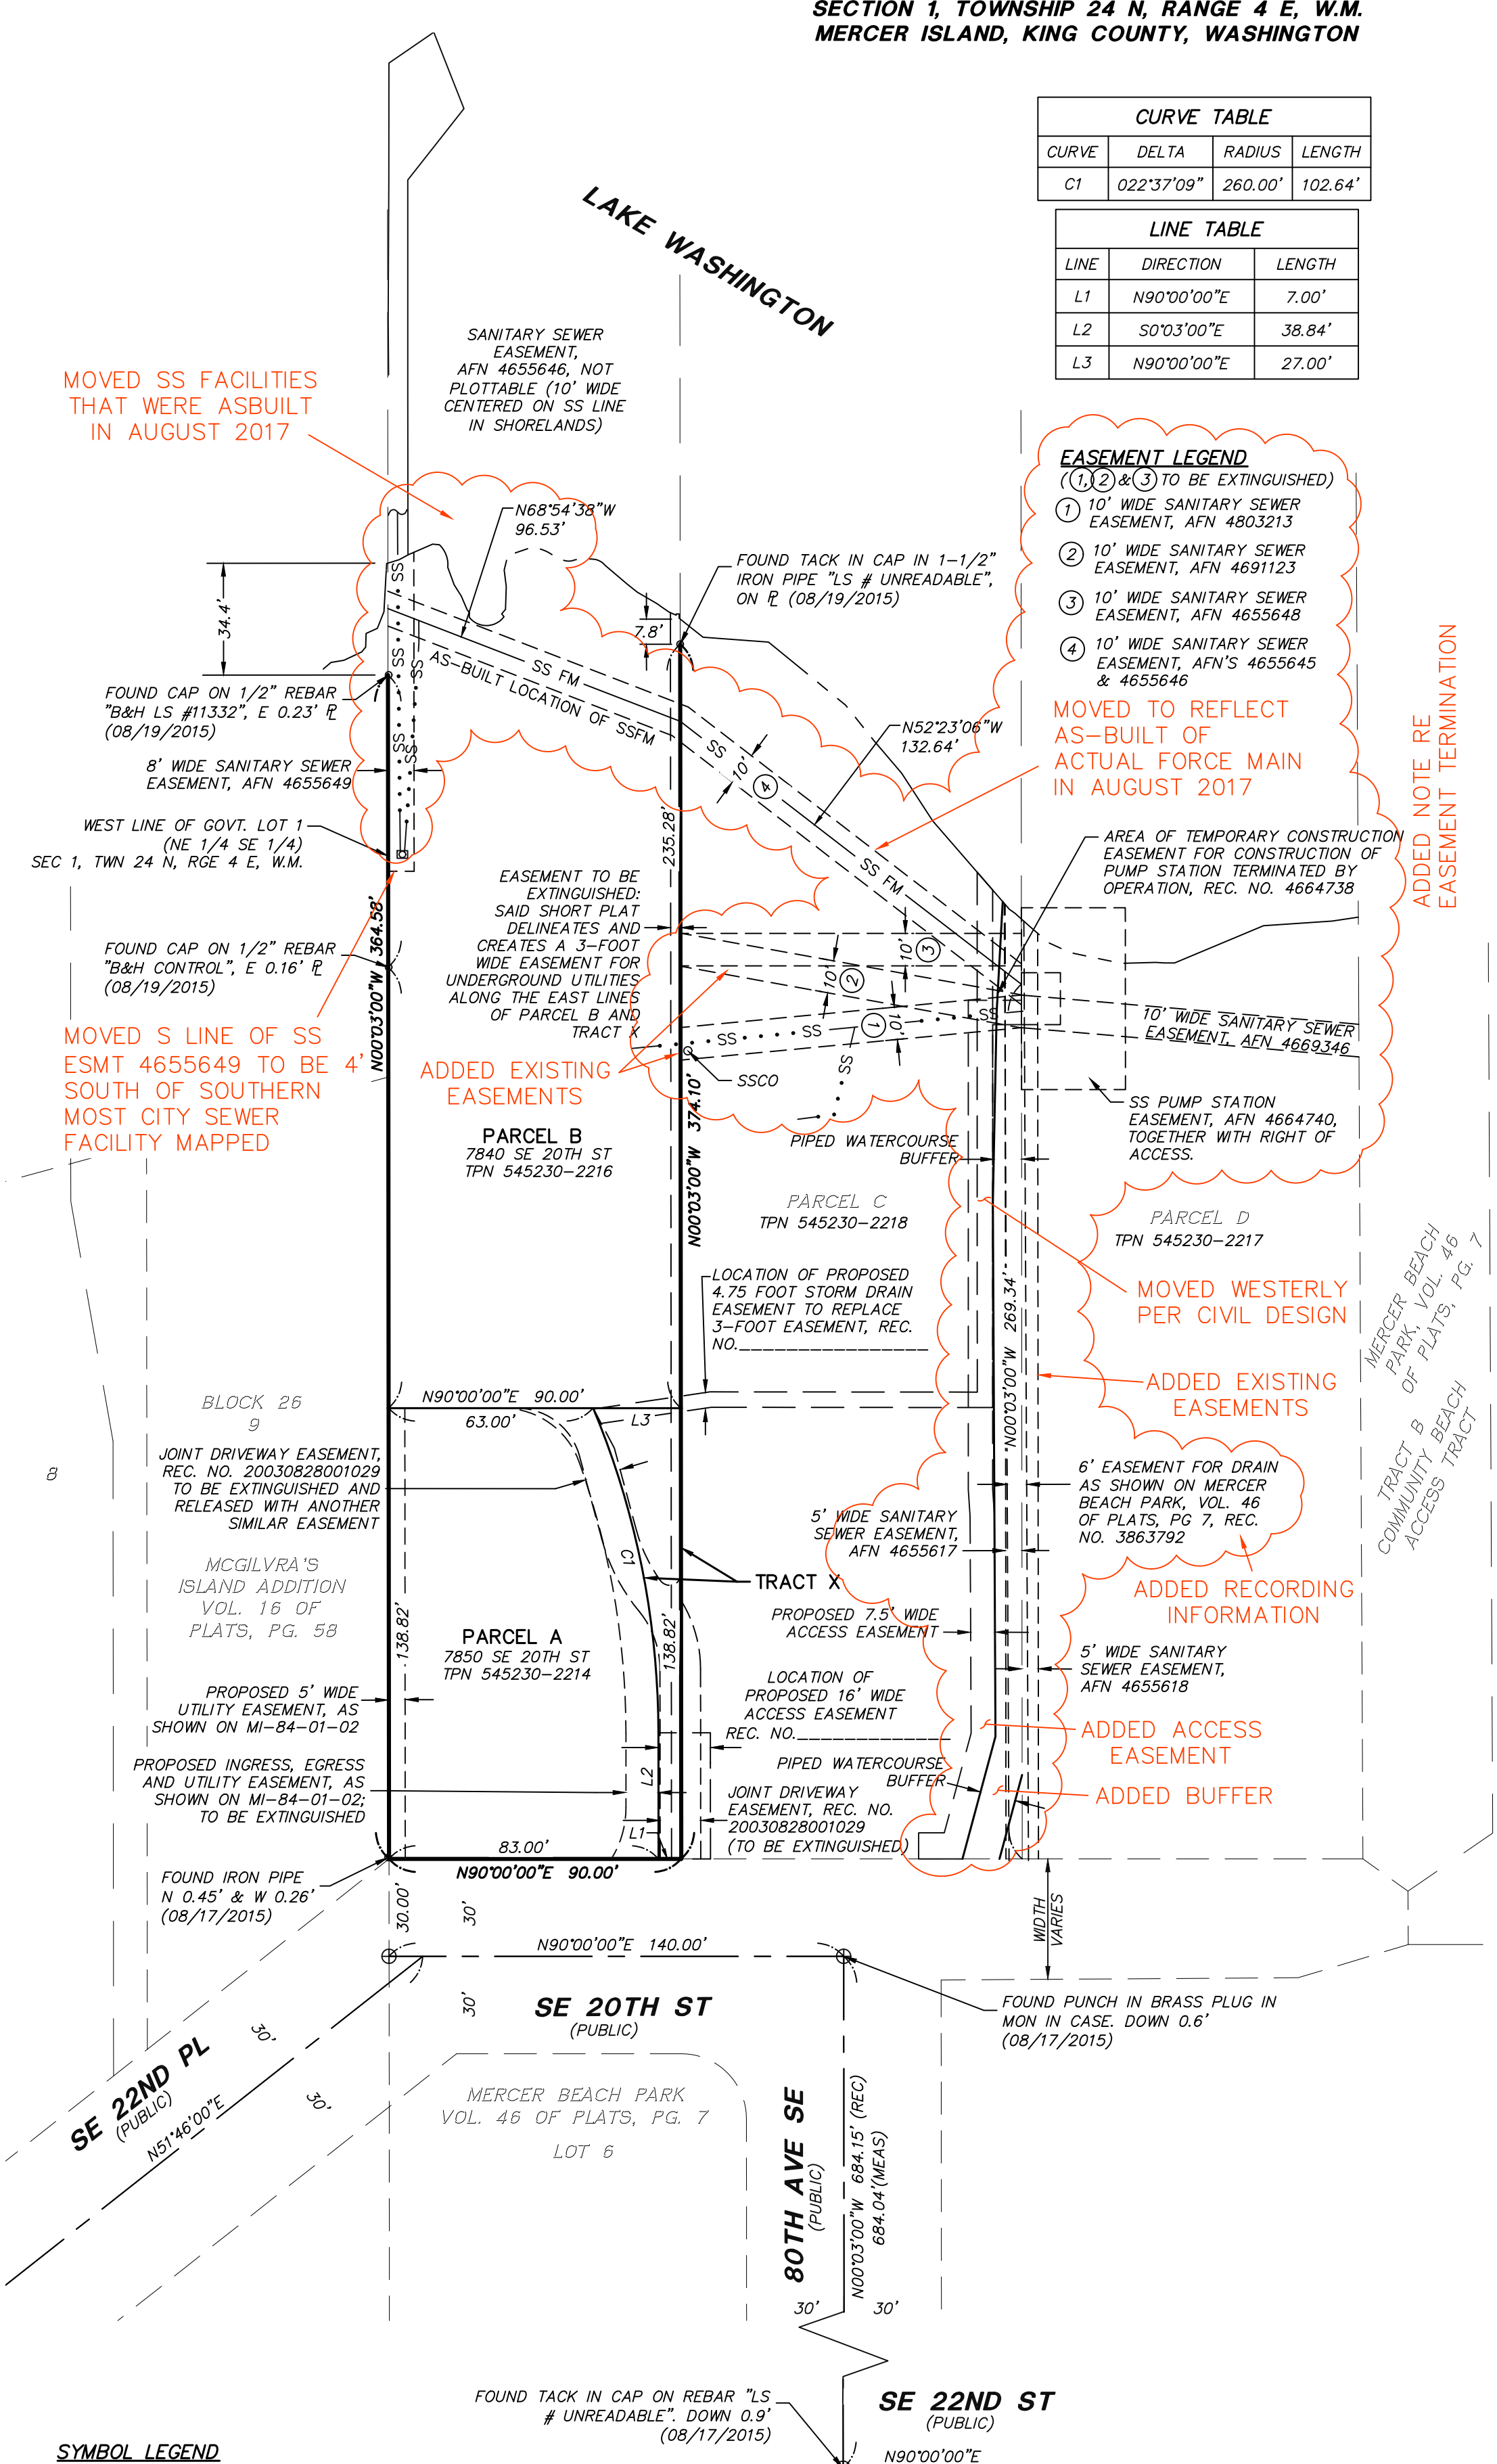 SECTION 1, TOWNSHIP 24 N, RANGE 4 E, W.M.
MERCER ISLAND, KING COUNTY, WASHINGTON
CURVE TABLE
CURVE DELTA RADIUS LENGTH
C1 022°37'09" 260.00' 102.64'
LINE TABLE
LINE DIRECTION LENGTH
L1 N90°00'00"E 7.00'
L2 S0°03'00"E 38.84'
L3 N90°00'00"E 27.00'
LAKE WASHINGTON
SANITARY SEWER
EASEMENT,
AFN 4655646, NOT
PLOTTABLE (10' WIDE
CENTERED ON SS LINE
IN SHORELANDS)
MOVED SS FACILITIES
THAT WERE ASBUILT
IN AUGUST 2017
EASEMENT LEGEND
(1, 2 & 3 TO BE EXTINGUISHED)
1 10' WIDE SANITARY SEWER
EASEMENT, AFN 4803213
2 10' WIDE SANITARY SEWER
EASEMENT, AFN 4691123
3 10' WIDE SANITARY SEWER
EASEMENT, AFN 4655648
4 10' WIDE SANITARY SEWER
EASEMENT, AFN'S 4655645
& 4655646
N68°54'38"W
96.53'
FOUND TACK IN CAP IN 1-1/2"
IRON PIPE "LS # UNREADABLE",
ON PL (08/19/2015)
34.4'
7.8'
SS
SS
SS
SS
SS
SS
SS FM
AS-BUILT LOCATION OF SSFM
SS
10'
4
SS FM
FOUND CAP ON 1/2" REBAR
"B&H LS #11332", E 0.23' PL
(08/19/2015)
N52°23'06"W
132.64'
MOVED TO REFLECT
AS-BUILT OF
ACTUAL FORCE MAIN
IN AUGUST 2017
ADDED NOTE RE
EASEMENT TERMINATION
8' WIDE SANITARY SEWER
EASEMENT, AFN 4655649
WEST LINE OF GOVT. LOT 1
(NE 1/4 SE 1/4)
SEC 1, TWN 24 N, RGE 4 E, W.M.
235.28'
AREA OF TEMPORARY CONSTRUCTION
EASEMENT FOR CONSTRUCTION OF
PUMP STATION TERMINATED BY
OPERATION, REC. NO. 4664738
EASEMENT TO BE
EXTINGUISHED:
SAID SHORT PLAT
DELINEATES AND
CREATES A 3-FOOT
WIDE EASEMENT FOR
UNDERGROUND UTILITIES
ALONG THE EAST LINES
OF PARCEL B AND
TRACT X
FOUND CAP ON 1/2" REBAR
"B&H CONTROL", E 0.16' PL
(08/19/2015)
N00°03'00"W 364.58'
10'
3
10'
2
10'
1
SS
SS
SS
SS
10' WIDE SANITARY SEWER
EASEMENT, AFN 4669346
MOVED S LINE OF SS
ESMT 4655649 TO BE 4'
SOUTH OF SOUTHERN
MOST CITY SEWER
FACILITY MAPPED
ADDED EXISTING
EASEMENTS
SSCO
SS PUMP STATION
EASEMENT, AFN 4664740,
TOGETHER WITH RIGHT OF
ACCESS.
PARCEL B
7840 SE 20TH ST
TPN 545230-2216
N00°03'00"W 374.10'
PIPED WATERCOURSE
BUFFER
PARCEL C
TPN 545230-2218
PARCEL D
TPN 545230-2217
MERCER BEACH
PARK, VOL. 46
OF PLATS, PG. 7
LOCATION OF PROPOSED
4.75 FOOT STORM DRAIN
EASEMENT TO REPLACE
3-FOOT EASEMENT, REC.
NO.________________
N00°03'00"W 269.34'
MOVED WESTERLY
PER CIVIL DESIGN
ADDED EXISTING
EASEMENTS
BLOCK 26
9
8
N90°00'00"E 90.00'
63.00'
L3
TRACT B
COMMUNITY BEACH
ACCESS TRACT
JOINT DRIVEWAY EASEMENT,
REC. NO. 20030828001029
TO BE EXTINGUISHED AND
RELEASED WITH ANOTHER
SIMILAR EASEMENT
6' EASEMENT FOR DRAIN
AS SHOWN ON MERCER
BEACH PARK, VOL. 46
OF PLATS, PG 7, REC.
NO. 3863792
5' WIDE SANITARY
SEWER EASEMENT,
AFN 4655617
C1
MCGILVRA'S
ISLAND ADDITION
VOL. 16 OF
PLATS, PG. 58
TRACT X
ADDED RECORDING
INFORMATION
138.82'
138.82'
PARCEL A
7850 SE 20TH ST
TPN 545230-2214
PROPOSED 7.5' WIDE
ACCESS EASEMENT
5' WIDE SANITARY
SEWER EASEMENT,
AFN 4655618
PROPOSED 5' WIDE
UTILITY EASEMENT, AS
SHOWN ON MI-84-01-02
LOCATION OF
PROPOSED 16' WIDE
ACCESS EASEMENT
REC. NO.______________
ADDED ACCESS
EASEMENT
PROPOSED INGRESS, EGRESS
AND UTILITY EASEMENT, AS
SHOWN ON MI-84-01-02;
TO BE EXTINGUISHED
L2
PIPED WATERCOURSE
BUFFER
ADDED BUFFER
JOINT DRIVEWAY
EASEMENT, REC. NO.
20030828001029
(TO BE EXTINGUISHED)
L1
83.00'
N90°00'00"E 90.00'
FOUND IRON PIPE
N 0.45' & W 0.26'
(08/17/2015)
30.00'
30'
WIDTH
VARIES
N90°00'00"E 140.00'
30'
SE 20TH ST
(PUBLIC)
FOUND PUNCH IN BRASS PLUG IN
MON IN CASE. DOWN 0.6'
(08/17/2015)
SE 22ND PL
(PUBLIC)
N51°46'00"E
30'
30'
MERCER BEACH PARK
VOL. 46 OF PLATS, PG. 7
LOT 6
80TH AVE SE
(PUBLIC)
N00°03'00"W 684.15' (REC)
684.04'(MEAS)
30'
30'
FOUND TACK IN CAP ON REBAR "LS
# UNREADABLE". DOWN 0.9'
(08/17/2015)
SE 22ND ST
(PUBLIC)
N90°00'00"E
SYMBOL LEGEND